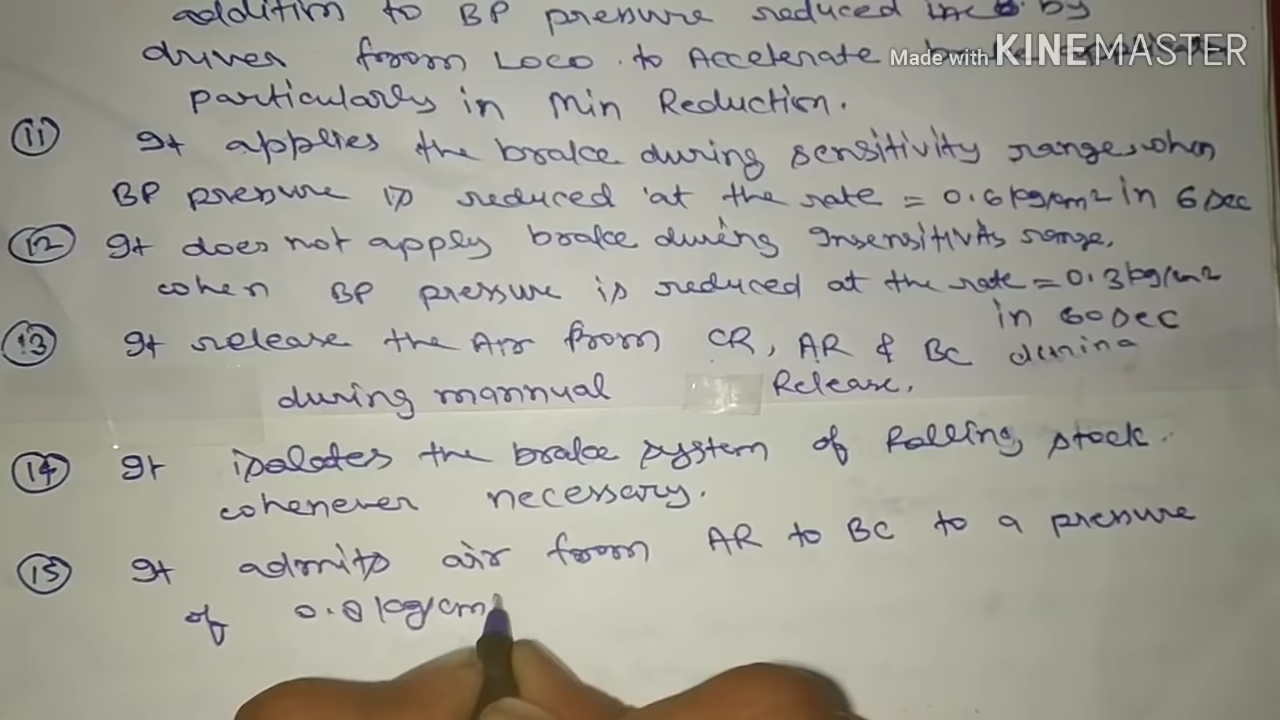 addition to BP pressure reduced by
driver from Loco to Accelerate
Made with KINEMASTER
particularly in Min Reduction.
11 It applies the brake during sensitivity range, when
BP pressure is reduced at the rate = 0.6 kg/cm2 in 6 sec
12 It does not apply brake during Insensitivity range,
when BP pressure is reduced at the rate = 0.3 kg/cm2
in 60 sec
13 It release the Air from CR, AR & BC during
during mannual Release.
14 It isolates the brake system of Rolling stock
whenever necessary.
15 It admits air from AR to BC to a pressure
of 0.8 kg/cm